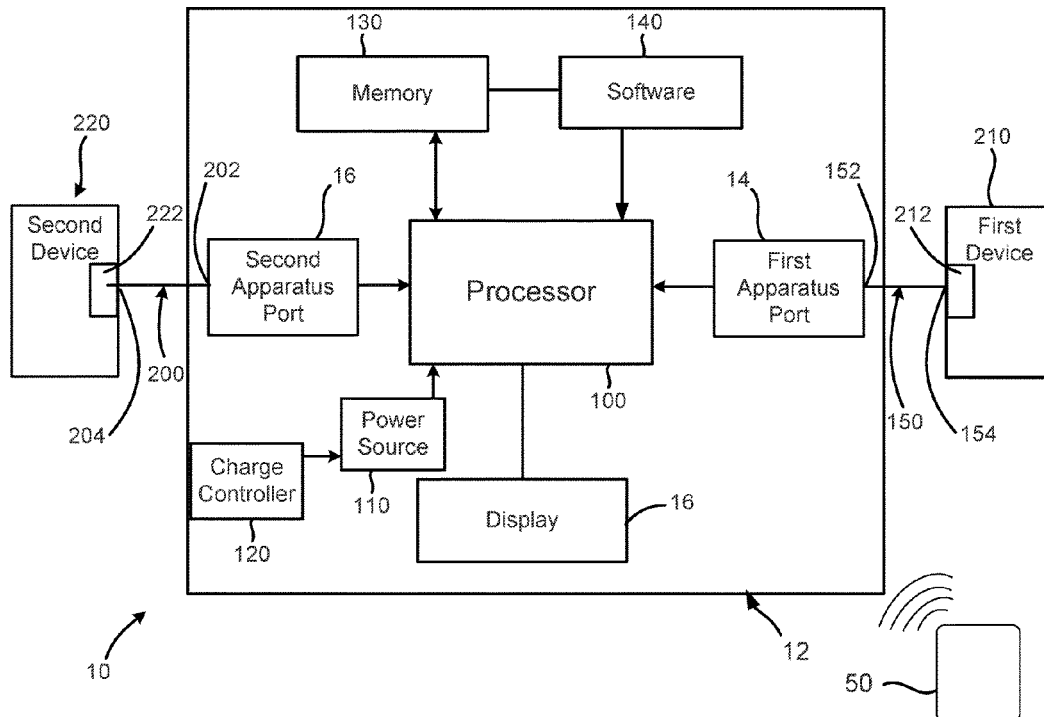 130
140
Memory
Software
220
210
202
16
14
152
Second
Device
222
212
First
Device
Second
Apparatus
Port
Processor
First
Apparatus
Port
200
204
100
150
154
Power
Source
Charge
Controller
110
120
Display
16
10
12
50